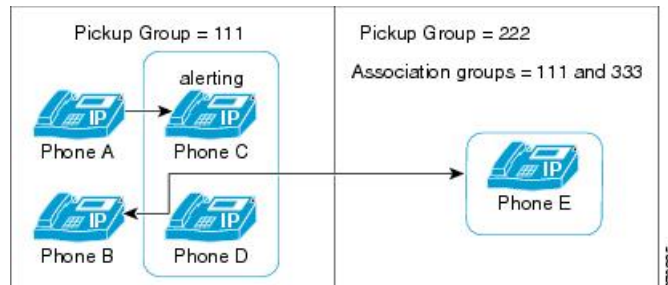 Pickup Group = 111
Pickup Group = 222
Association groups = 111 and 333
alerting
IP
IP
IP
Phone A
Phone C
Phone E
IP
IP
Phone B
Phone D